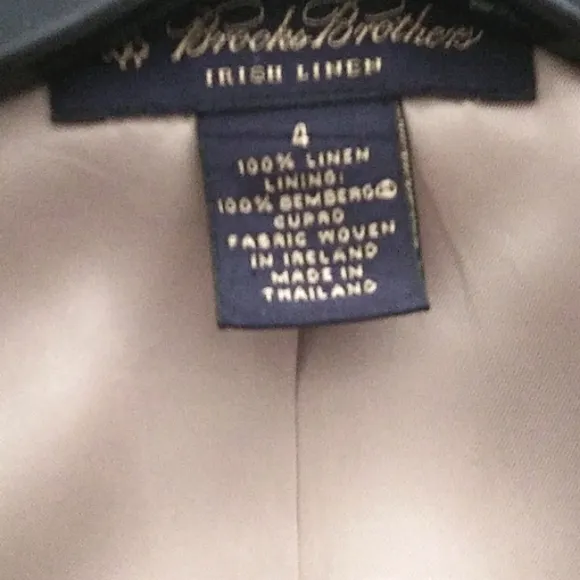 Brooks Brothers
IRISH LINEN
4
100% LINEN
LINING:
100% BEMBERG
CUPRO
FABRIC WOVEN
IN IRELAND
MADE IN
THAILAND